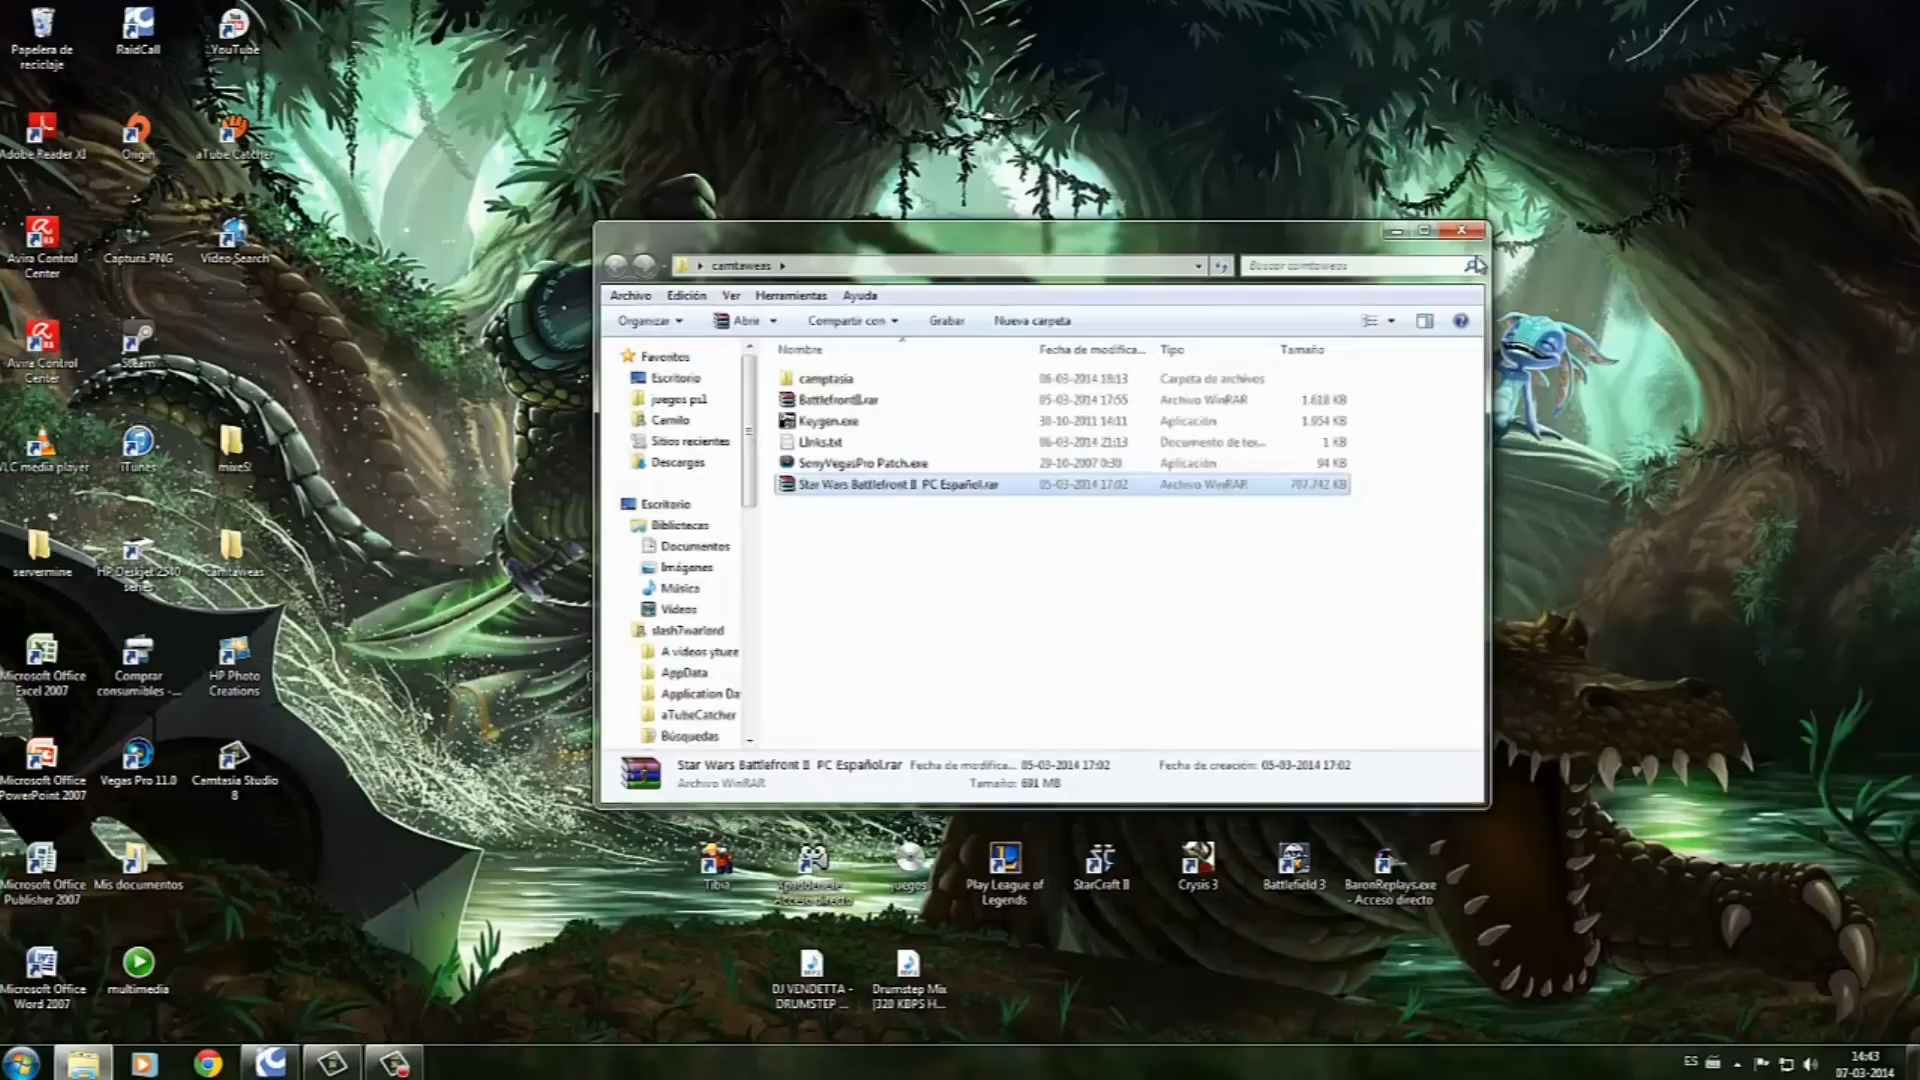 Papelera de
reciclaje
RaidCall
YouTube
Adobe Reader XI
Origin
aTube Catcher
Avira Control
Center
Captura.PNG
Video Search
Avira Control
Center
Steam
VLC media player
iTunes
mixeS!
servermine
HP Deskjet 2540
series
camtaweas
Microsoft Office
Excel 2007
Comprar
consumibles -...
HP Photo
Creations
Microsoft Office
PowerPoint 2007
Vegas Pro 11.0
Camtasia Studio
8
Microsoft Office
Publisher 2007
Mis documentos
Microsoft Office
Word 2007
multimedia
camtaweas
Buscar camtaweas
Archivo Edición Ver Herramientas Ayuda
Organizar Abrir Compartir con Grabar Nueva carpeta
Favoritos
Escritorio
juegos ps1
Camilo
Sitios recientes
Descargas
Escritorio
Bibliotecas
Documentos
Imágenes
Música
Vídeos
slash7warlord
A videos ytuee
AppData
Application Da
aTubeCatcher
Búsquedas
Nombre Fecha de modifica... Tipo Tamaño
camptasia 06-03-2014 18:13 Carpeta de archivos
BattlefrontII.rar 05-03-2014 17:55 Archivo WinRAR 1.618 KB
Keygen.exe 30-10-2011 14:11 Aplicación 1.954 KB
LInks.txt 06-03-2014 21:13 Documento de tex... 1 KB
SonyVegasPro Patch.exe 29-10-2007 0:30 Aplicación 94 KB
Star Wars Battlefront II PC Español.rar 05-03-2014 17:02 Archivo WinRAR 707.742 KB
Star Wars Battlefront II PC Español.rar Fecha de modifica... 05-03-2014 17:02 Fecha de creación: 05-03-2014 17:02
Archivo WinRAR Tamaño: 691 MB
Tibia
Acceso directo
juegos
Play League of
Legends
StarCraft II
Crysis 3
Battlefield 3
BaronReplays.exe
- Acceso directo
DJ VENDETTA -
DRUMSTEP ...
Drumstep Mix
[320 KBPS H...
ES
14:43
07-03-2014